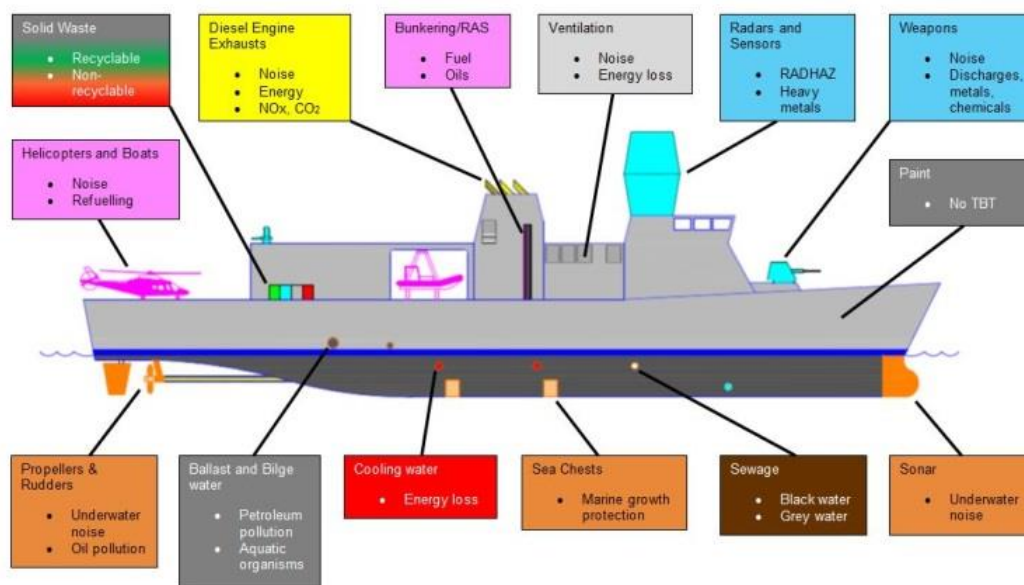 Solid Waste
• Recyclable
• Non-
recyclable
Diesel Engine
Exhausts
• Noise
• Energy
• NOx, CO₂
Bunkering/RAS
• Fuel
• Oils
Ventilation
• Noise
• Energy loss
Radars and
Sensors
• RADHAZ
• Heavy
metals
Weapons
• Noise
• Discharges,
metals,
chemicals
Helicopters and Boats
• Noise
• Refuelling
Paint
• No TBT
Propellers &
Rudders
• Underwater
noise
• Oil pollution
Ballast and Bilge
water
• Petroleum
pollution
• Aquatic
organisms
Cooling water
• Energy loss
Sea Chests
• Marine growth
protection
Sewage
• Black water
• Grey water
Sonar
• Underwater
noise